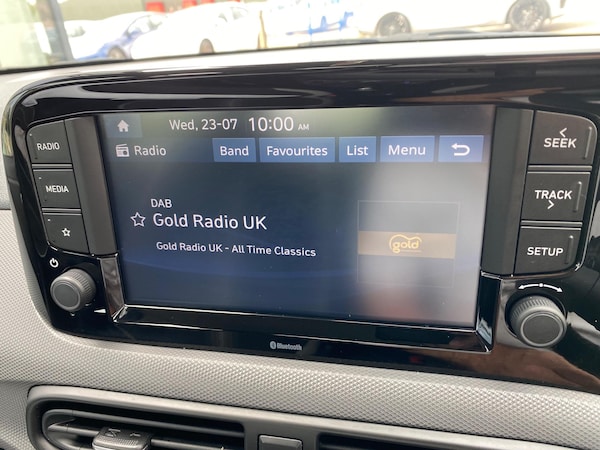 Wed, 23-07 10:00 AM
RADIO
MEDIA
Radio
Band Favourites List Menu
DAB
Gold Radio UK
Gold Radio UK - All Time Classics
gold
SEEK
TRACK
SETUP
Bluetooth